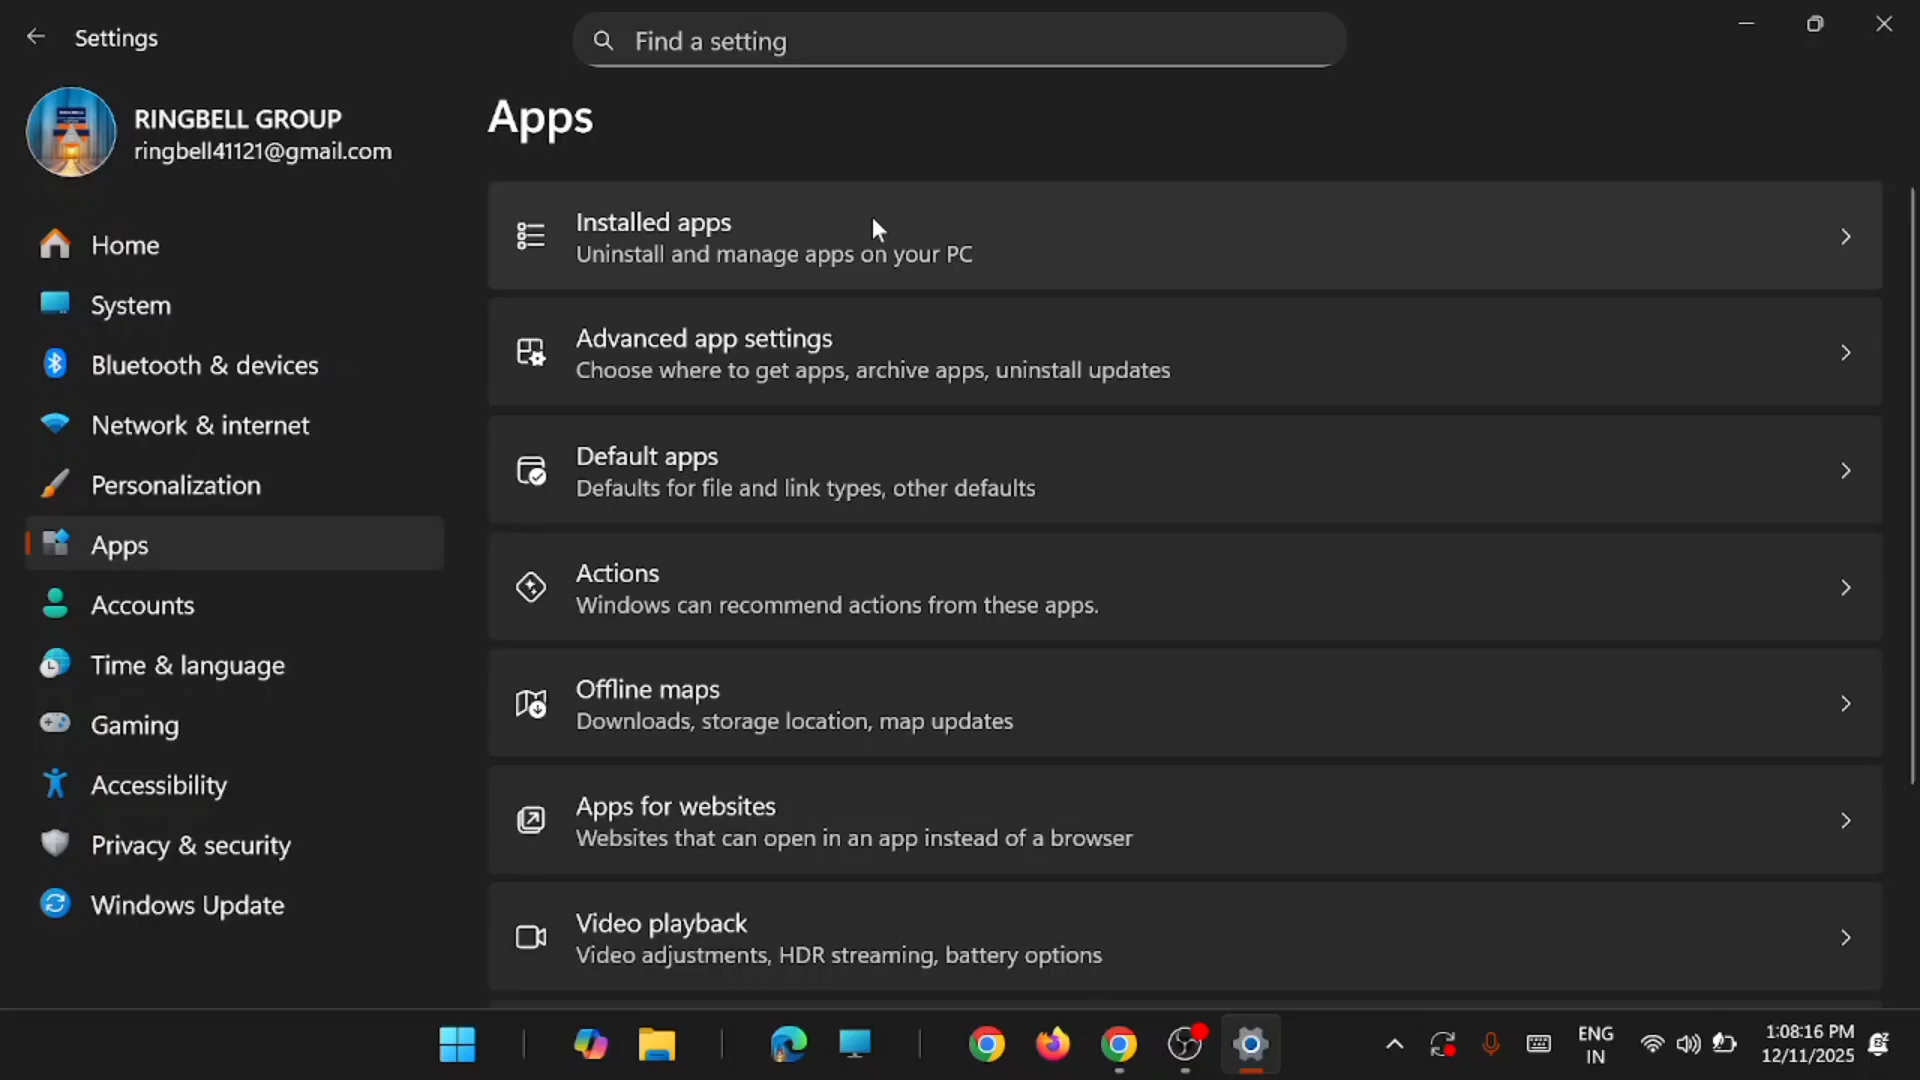 Settings
Find a setting
RINGBELL GROUP
ringbell41121@gmail.com
Home
System
Bluetooth & devices
Network & internet
Personalization
Apps
Accounts
Time & language
Gaming
Accessibility
Privacy & security
Windows Update
Apps
Installed apps
Uninstall and manage apps on your PC
Advanced app settings
Choose where to get apps, archive apps, uninstall updates
Default apps
Defaults for file and link types, other defaults
Actions
Windows can recommend actions from these apps.
Offline maps
Downloads, storage location, map updates
Apps for websites
Websites that can open in an app instead of a browser
Video playback
Video adjustments, HDR streaming, battery options
ENG
IN
1:08:16 PM
12/11/2025